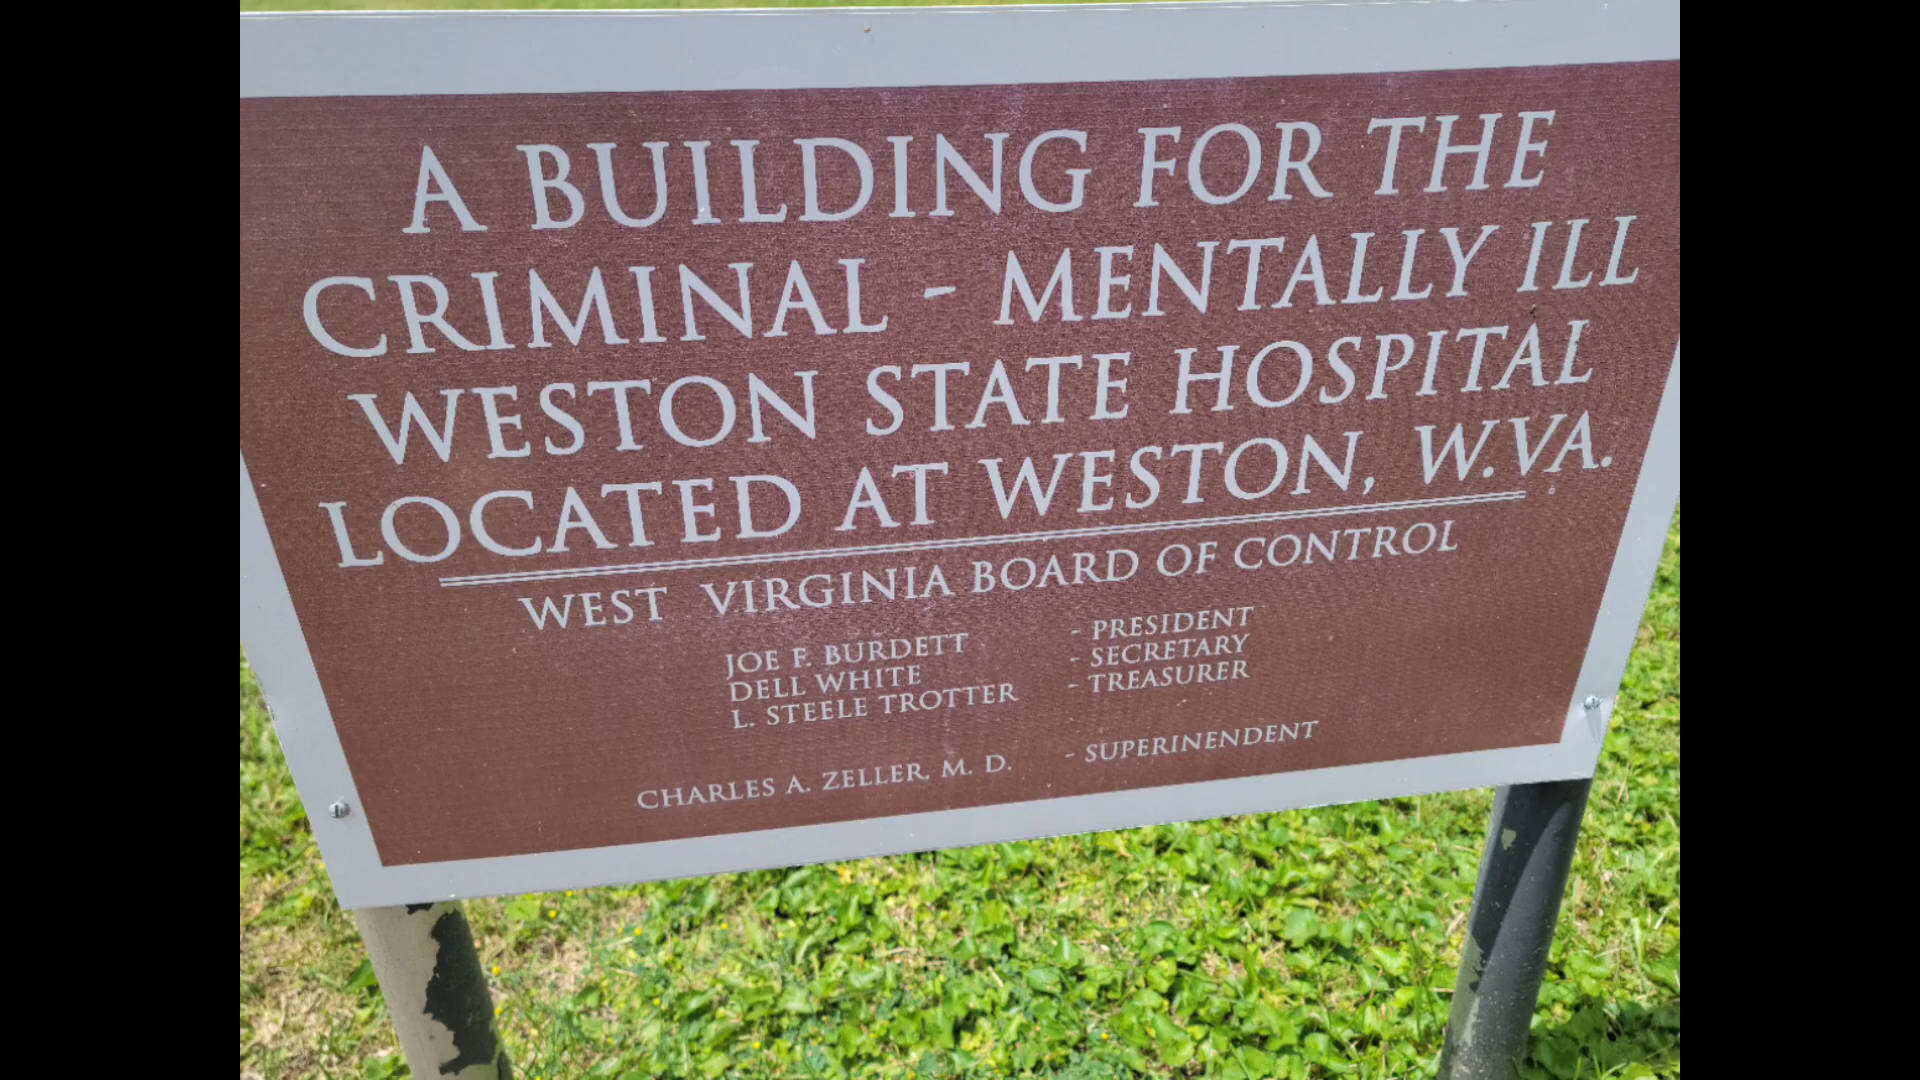 A BUILDING FOR THE
CRIMINAL - MENTALLY ILL
WESTON STATE HOSPITAL
LOCATED AT WESTON, W.VA.
WEST VIRGINIA BOARD OF CONTROL
JOE F. BURDETT - PRESIDENT
DELL WHITE - SECRETARY
L. STEELE TROTTER - TREASURER
CHARLES A. ZELLER, M. D. - SUPERINENDENT